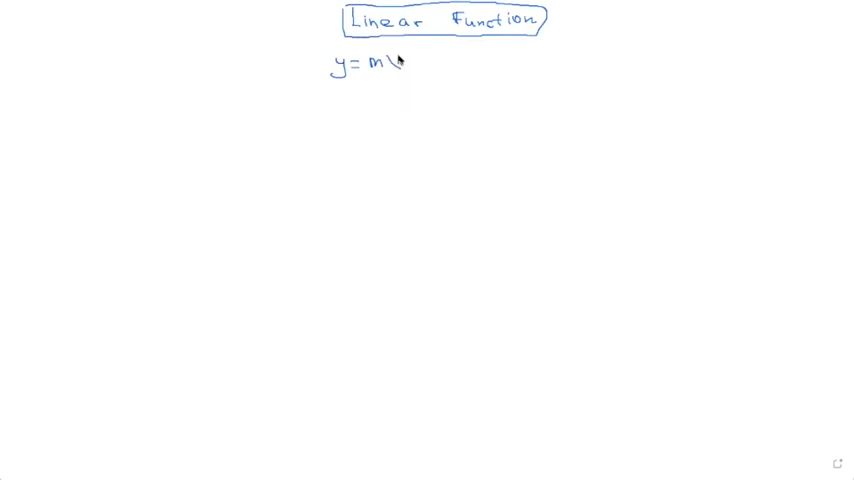 Linear Function
y = m